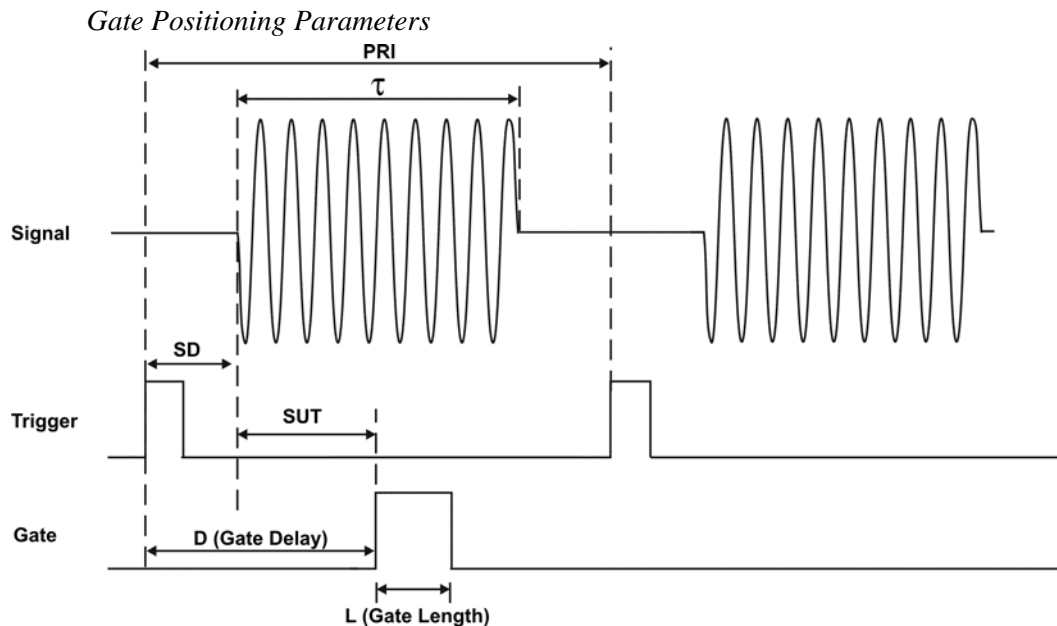 Gate Positioning Parameters
PRI
τ
Signal
SD
Trigger
SUT
Gate
D (Gate Delay)
L (Gate Length)